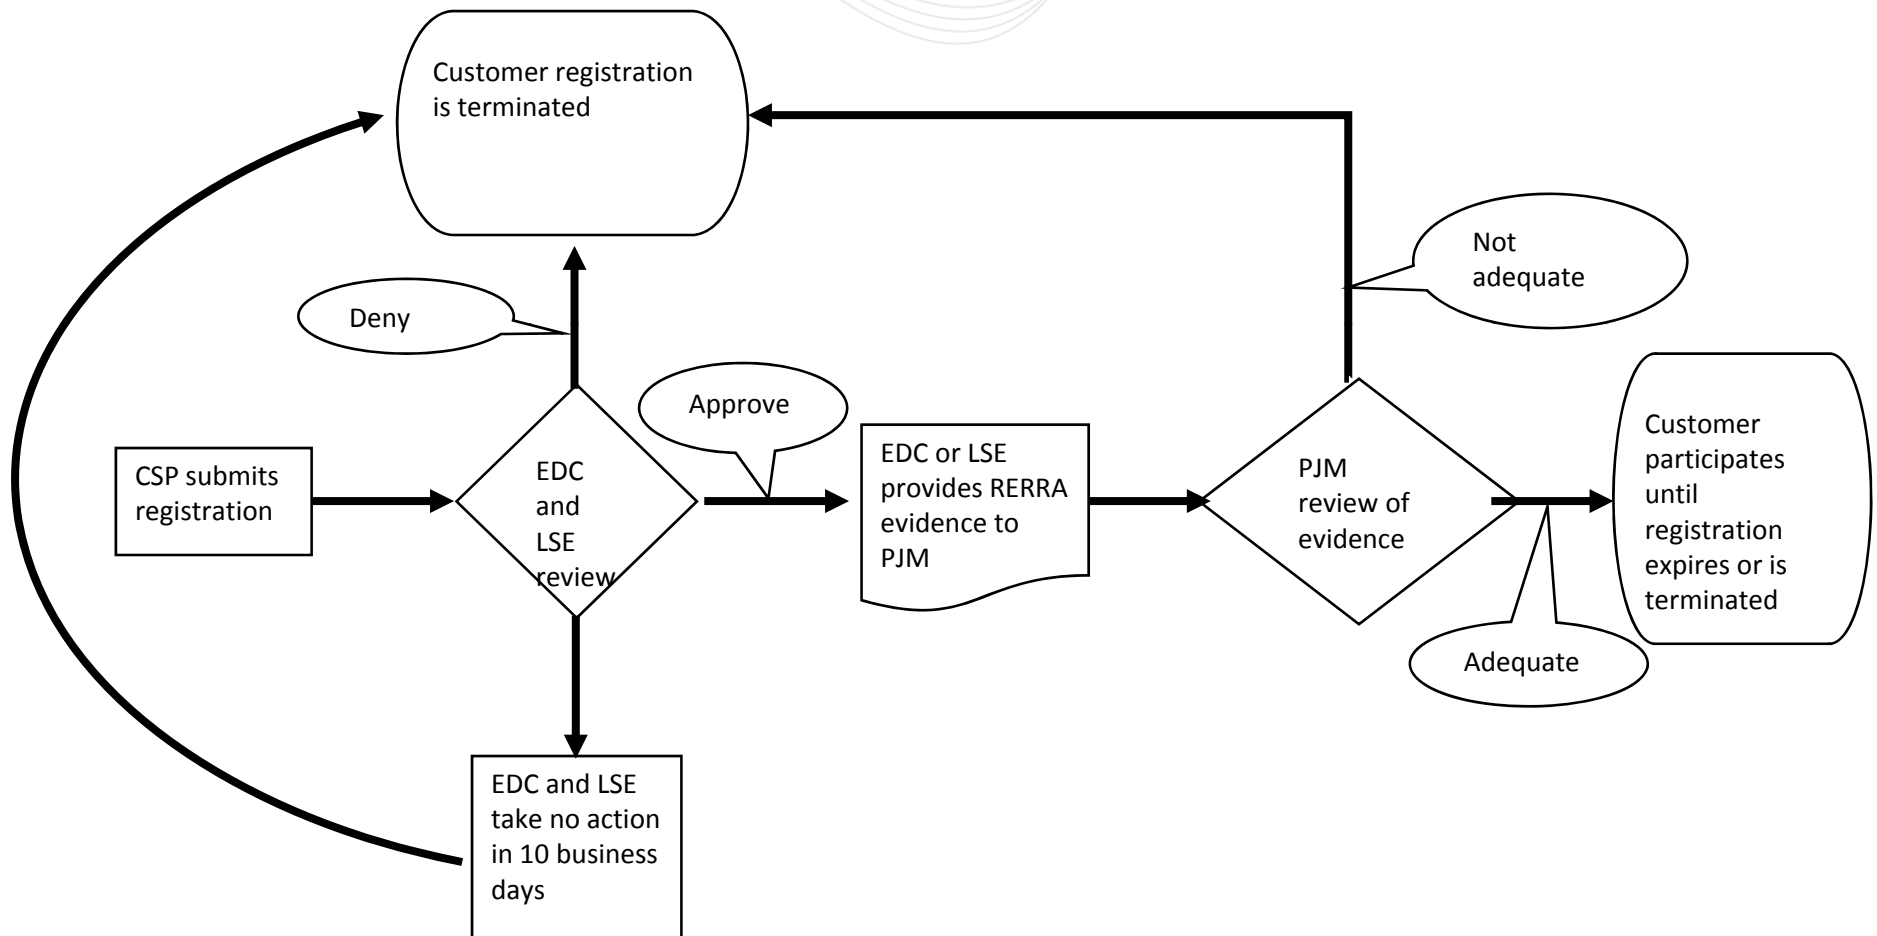 Customer registration
is terminated
Not
adequate
Deny
Approve
CSP submits
registration
EDC
and
LSE
review
EDC or LSE
provides RERRA
evidence to
PJM
PJM
review of
evidence
Customer
participates
until
registration
expires or is
terminated
Adequate
EDC and LSE
take no action
in 10 business
days